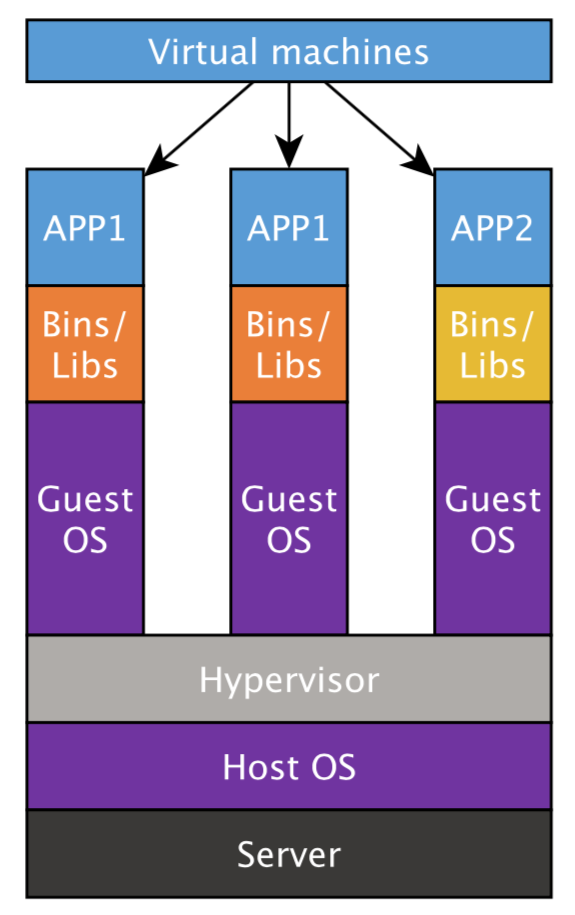 Virtual machines
APP1 APP1 APP2
Bins/ Bins/ Bins/
Libs Libs Libs
Guest Guest Guest
OS OS OS
Hypervisor
Host OS
Server